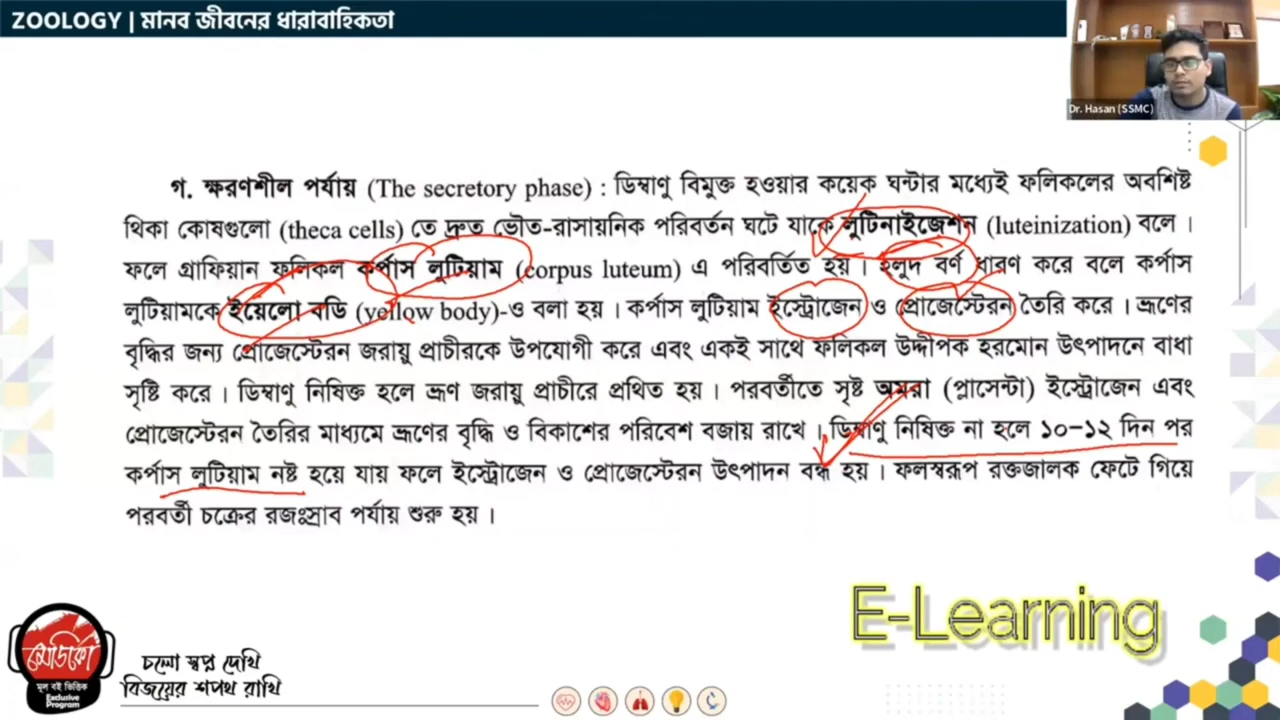 ZOOLOGY | মানব জীবনের ধারাবাহিকতা
Dr. Hasan (SSMC)
গ. ক্ষরণশীল পর্যায় (The secretory phase) : ডিম্বাণু বিমুক্ত হওয়ার কয়েক ঘন্টার মধ্যেই ফলিকলের অবশিষ্ট
থিকা কোষগুলো (theca cells) তে দ্রুত ভৌত-রাসায়নিক পরিবর্তন ঘটে যাকে লুটিনাইজেশন (luteinization) বলে ।
ফলে গ্রাফিয়ান ফলিকল কর্পাস লুটিয়াম (corpus luteum) এ পরিবর্তিত হয় । হলুদ বর্ণ ধারণ করে বলে কর্পাস
লুটিয়ামকে ইয়েলো বডি (yellow body)-ও বলা হয় । কর্পাস লুটিয়াম ইস্ট্রোজেন ও প্রোজেস্টেরন তৈরি করে । ভ্রূণের
বৃদ্ধির জন্য প্রোজেস্টেরন জরায়ু প্রাচীরকে উপযোগী করে এবং একই সাথে ফলিকল উদ্দীপক হরমোন উৎপাদনে বাধা
সৃষ্টি করে । ডিম্বাণু নিষিক্ত হলে ভ্রূণ জরায়ু প্রাচীরে প্রথিত হয় । পরবর্তীতে সৃষ্ট অমরা (প্লাসেন্টা) ইস্ট্রোজেন এবং
প্রোজেস্টেরন তৈরির মাধ্যমে ভ্রূণের বৃদ্ধি ও বিকাশের পরিবেশ বজায় রাখে । ডিম্বাণু নিষিক্ত না হলে ১০–১২ দিন পর
কর্পাস লুটিয়াম নষ্ট হয়ে যায় ফলে ইস্ট্রোজেন ও প্রোজেস্টেরন উৎপাদন বন্ধ হয় । ফলস্বরূপ রক্তজালক ফেটে গিয়ে
পরবর্তী চক্রের রজঃস্রাব পর্যায় শুরু হয় ।
E-Learning
মেডিকো
মূল বই ভিত্তিক
Exclusive
Program
চলো স্বপ্ন দেখি
বিজয়ের শপথ রাখি